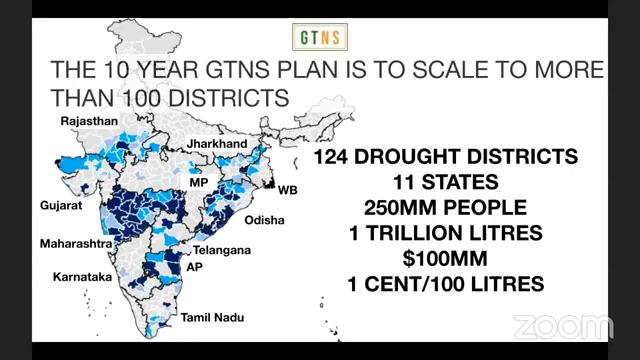 GTNS
THE 10 YEAR GTNS PLAN IS TO SCALE TO MORE
THAN 100 DISTRICTS
Rajasthan
Jharkhand
MP
WB
Gujarat
Odisha
Maharashtra
Telangana
Karnataka
AP
Tamil Nadu
124 DROUGHT DISTRICTS
11 STATES
250MM PEOPLE
1 TRILLION LITRES
$100MM
1 CENT/100 LITRES
zoom